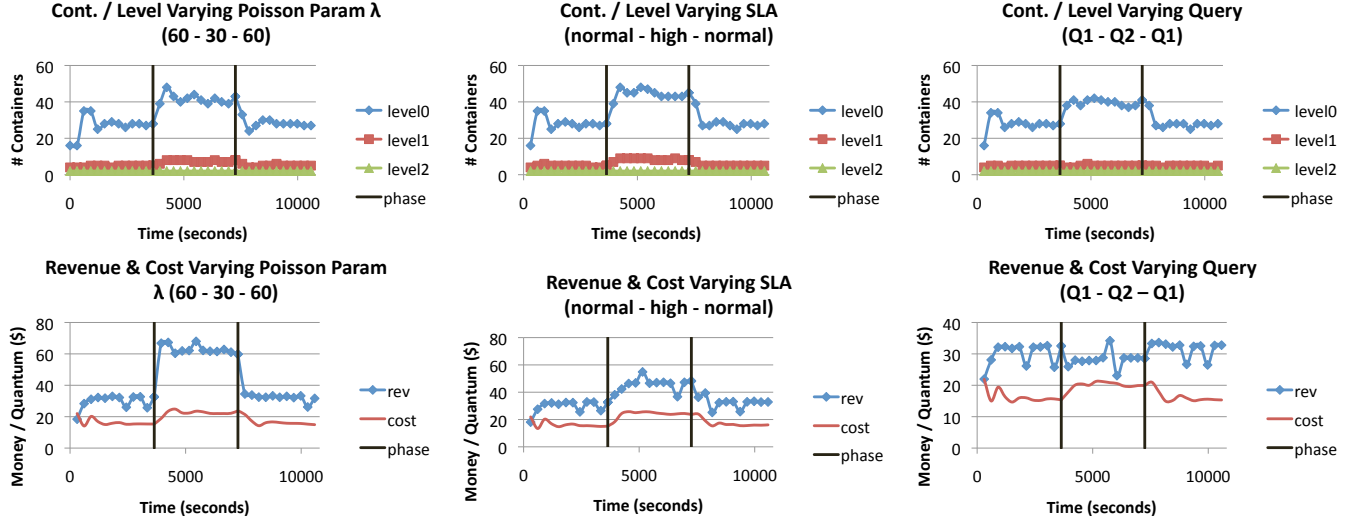 Cont. / Level Varying Poisson Param λ
(60 - 30 - 60)
# Containers
60
40
20
0
0
5000
10000
Time (seconds)
level0
level1
level2
phase
Cont. / Level Varying SLA
(normal - high - normal)
# Containers
60
40
20
0
0
5000
10000
Time (seconds)
level0
level1
level2
phase
Cont. / Level Varying Query
(Q1 - Q2 - Q1)
# Containers
60
40
20
0
0
5000
10000
Time (seconds)
level0
level1
level2
phase
Revenue & Cost Varying Poisson Param
λ (60 - 30 - 60)
Money / Quantum ($)
80
60
40
20
0
0
5000
10000
Time (seconds)
rev
cost
phase
Revenue & Cost Varying SLA
(normal - high - normal)
Money / Quantum ($)
80
60
40
20
0
0
5000
10000
Time (seconds)
rev
cost
phase
Revenue & Cost Varying Query
(Q1 - Q2 – Q1)
Money / Quantum ($)
40
30
20
10
0
0
5000
10000
Time (seconds)
rev
cost
phase